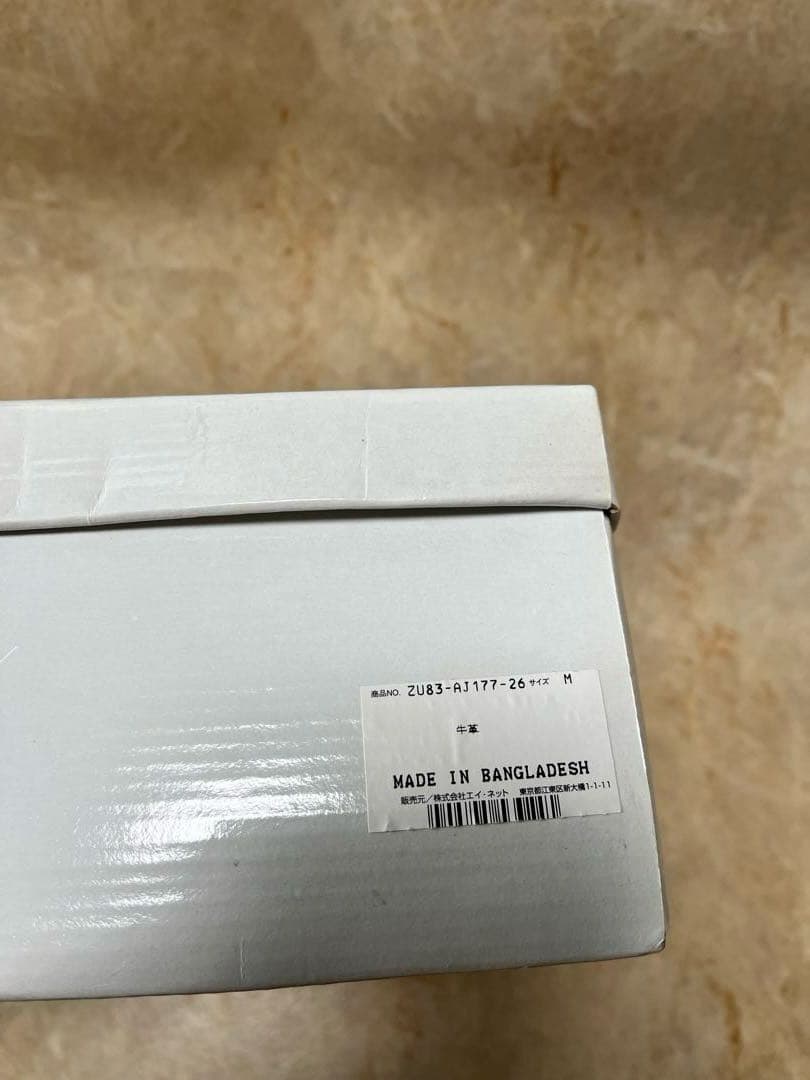 商品NO. ZU83-AJ177-26 サイズ M
牛革
MADE IN BANGLADESH
販売元／株式会社エイ・ネット 東京都江東区新大橋1-1-11